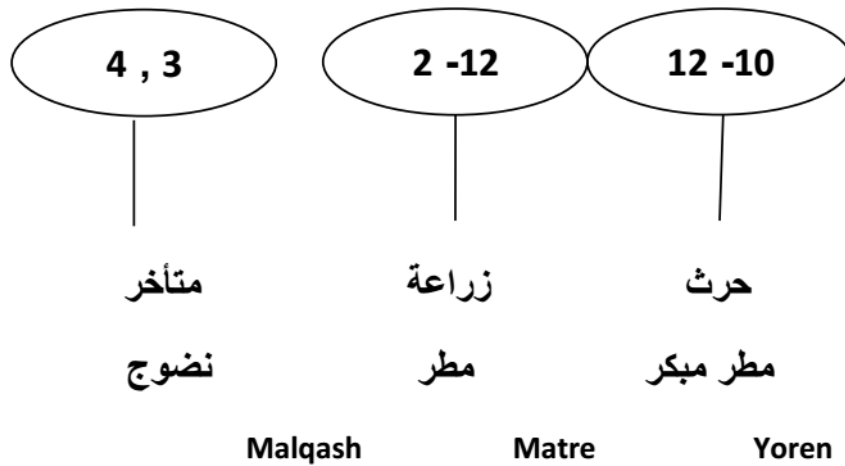 12 -10
2 -12
4 , 3
حرث
زراعة
متأخر
مطر مبكر
مطر
نضوج
Yoren
Matre
Malqash